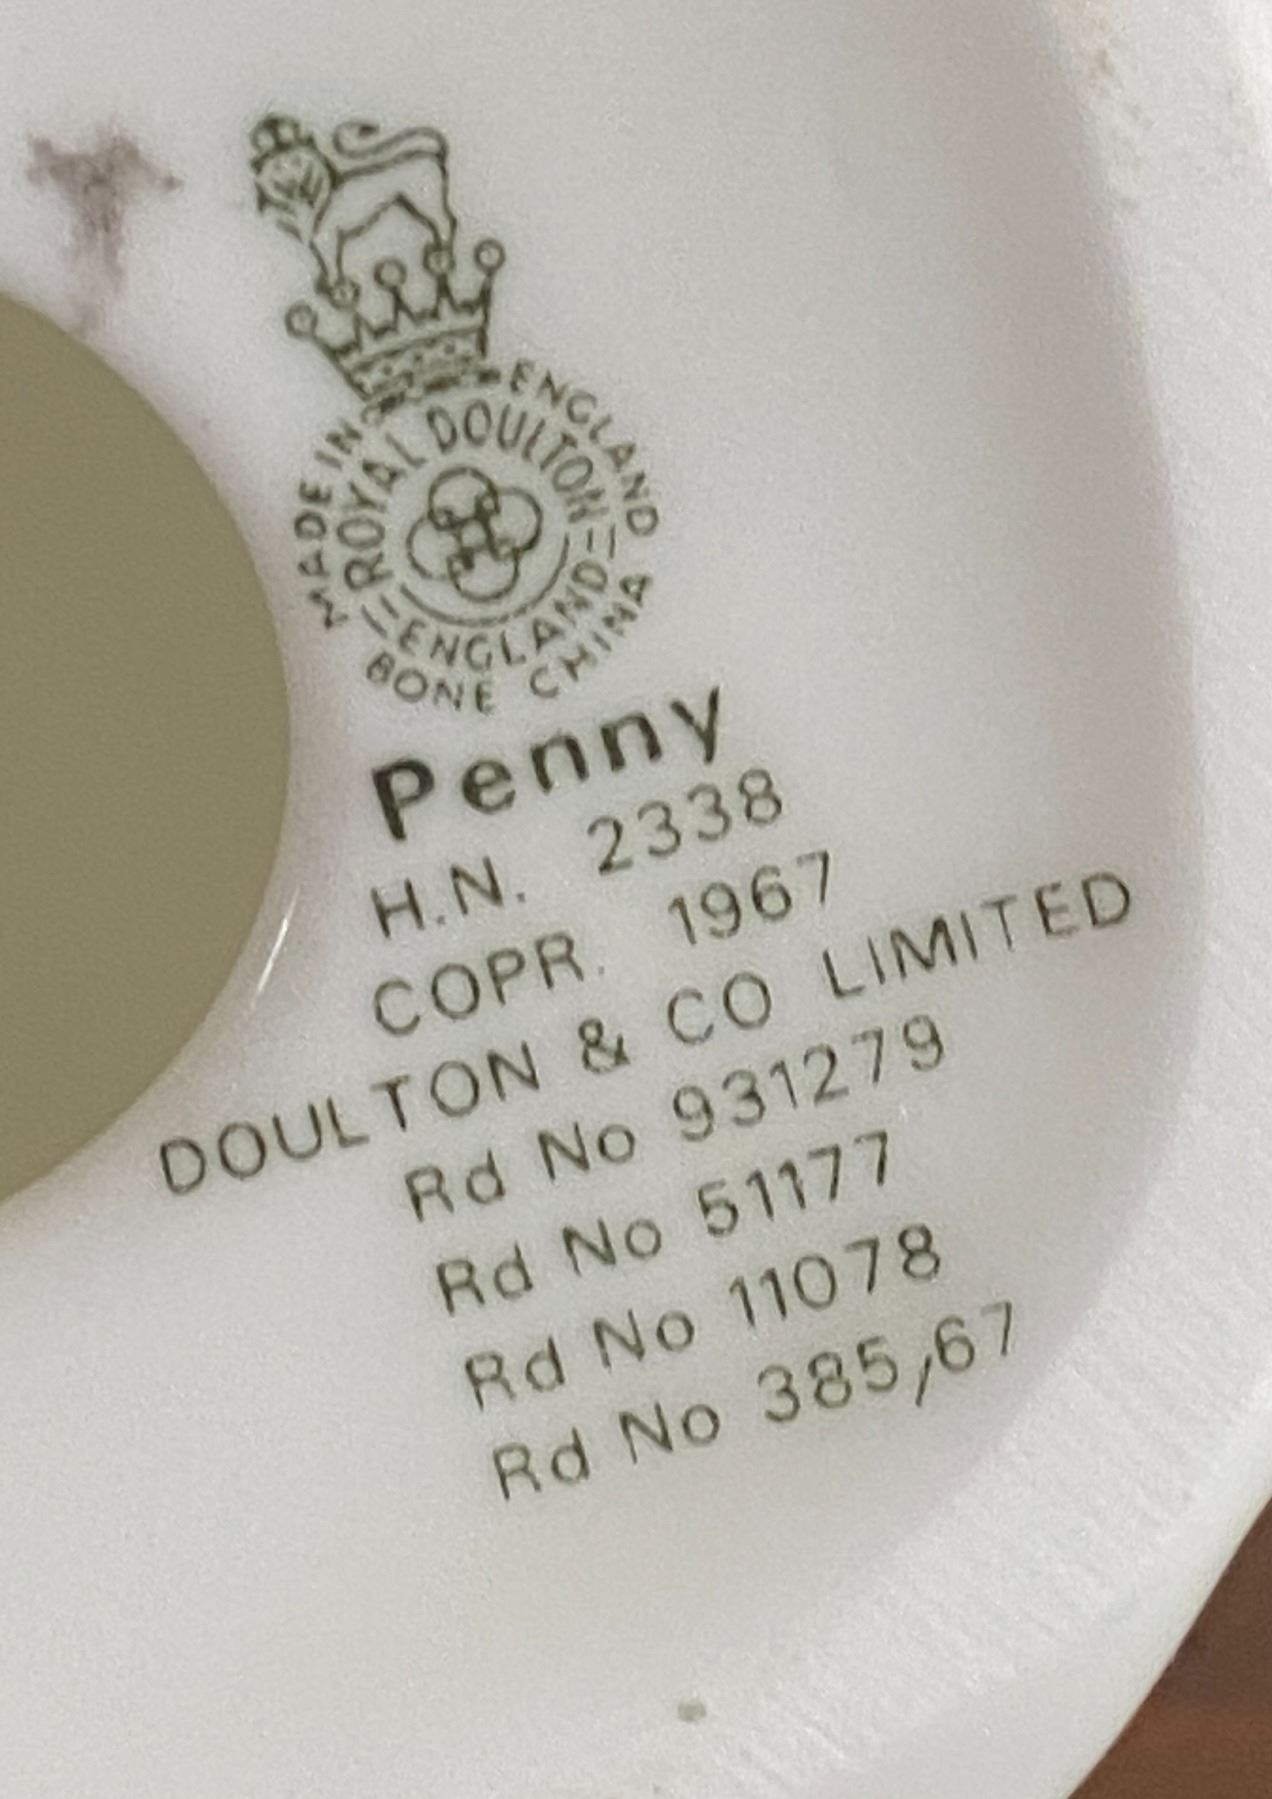 MADE IN ENGLAND
ROYAL DOULTON
ENGLAND
BONE CHINA
Penny
H.N. 2338
COPR. 1967
DOULTON & CO LIMITED
Rd No 931279
Rd No 51177
Rd No 11078
Rd No 385,67